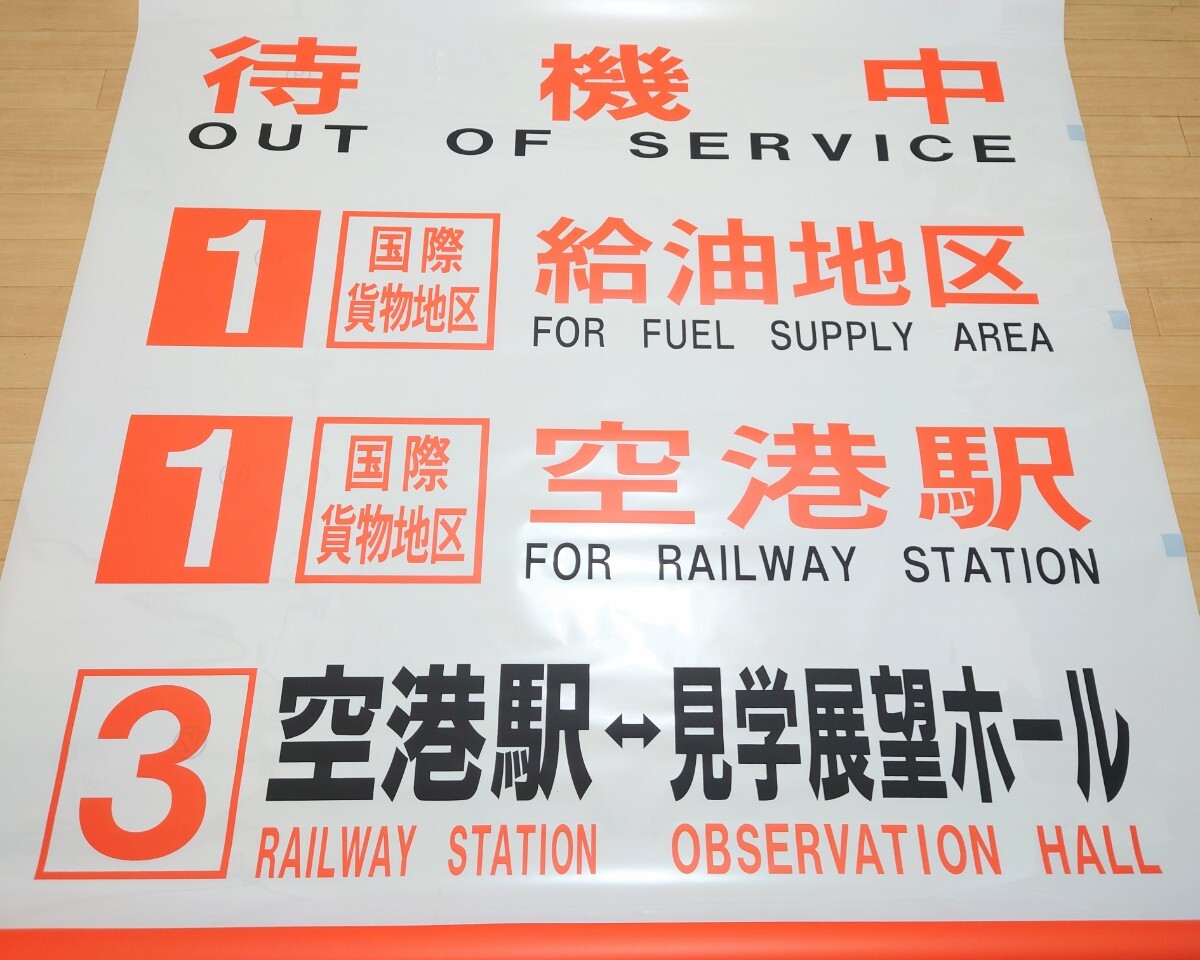 待機中
OUT OF SERVICE
1 国際貨物地区 給油地区
FOR FUEL SUPPLY AREA
1 国際貨物地区 空港駅
FOR RAILWAY STATION
3 空港駅↔見学展望ホール
RAILWAY STATION OBSERVATION HALL